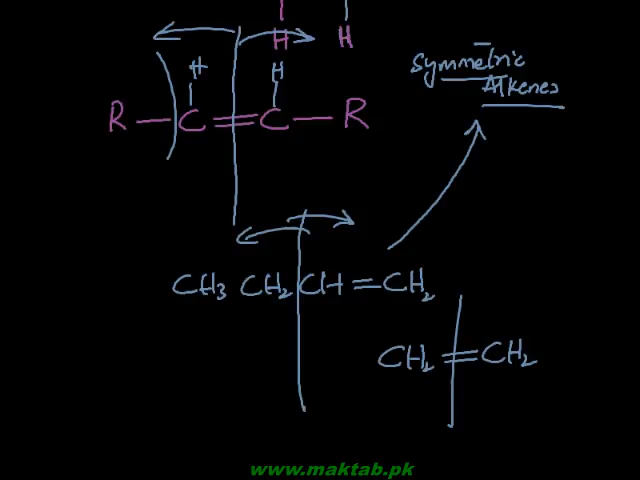 H H
Symmetric
Alkenes
H H
R-C=C-R
CH3 CH2 CH=CH2
CH2=CH2
www.maktab.pk